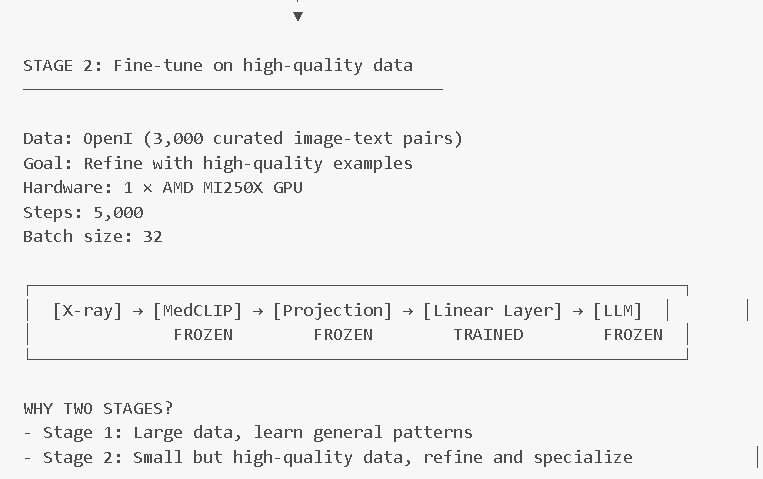 ▼
STAGE 2: Fine-tune on high-quality data
Data: OpenI (3,000 curated image-text pairs)
Goal: Refine with high-quality examples
Hardware: 1 × AMD MI250X GPU
Steps: 5,000
Batch size: 32
[X-ray] → [MedCLIP] → [Projection] → [Linear Layer] → [LLM]
FROZEN FROZEN TRAINED FROZEN
WHY TWO STAGES?
- Stage 1: Large data, learn general patterns
- Stage 2: Small but high-quality data, refine and specialize